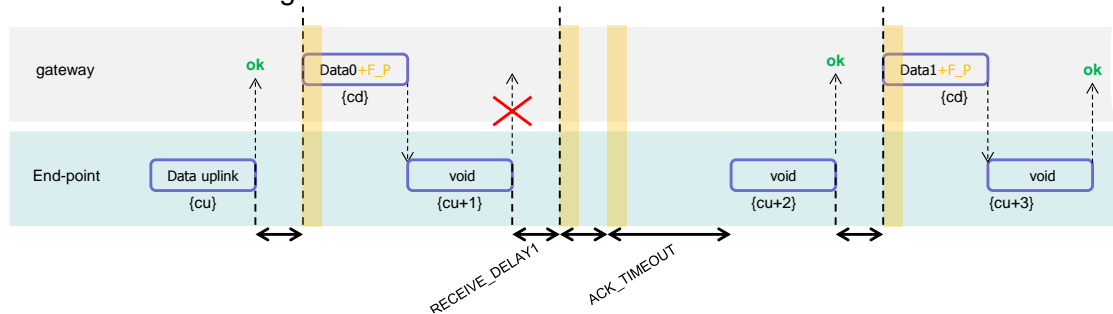 gateway
ok
Data0+F_P
{cd}
ok
Data1+F_P
{cd}
ok
End-point
Data uplink
{cu}
void
{cu+1}
void
{cu+2}
void
{cu+3}
RECEIVE_DELAY1
ACK_TIMEOUT